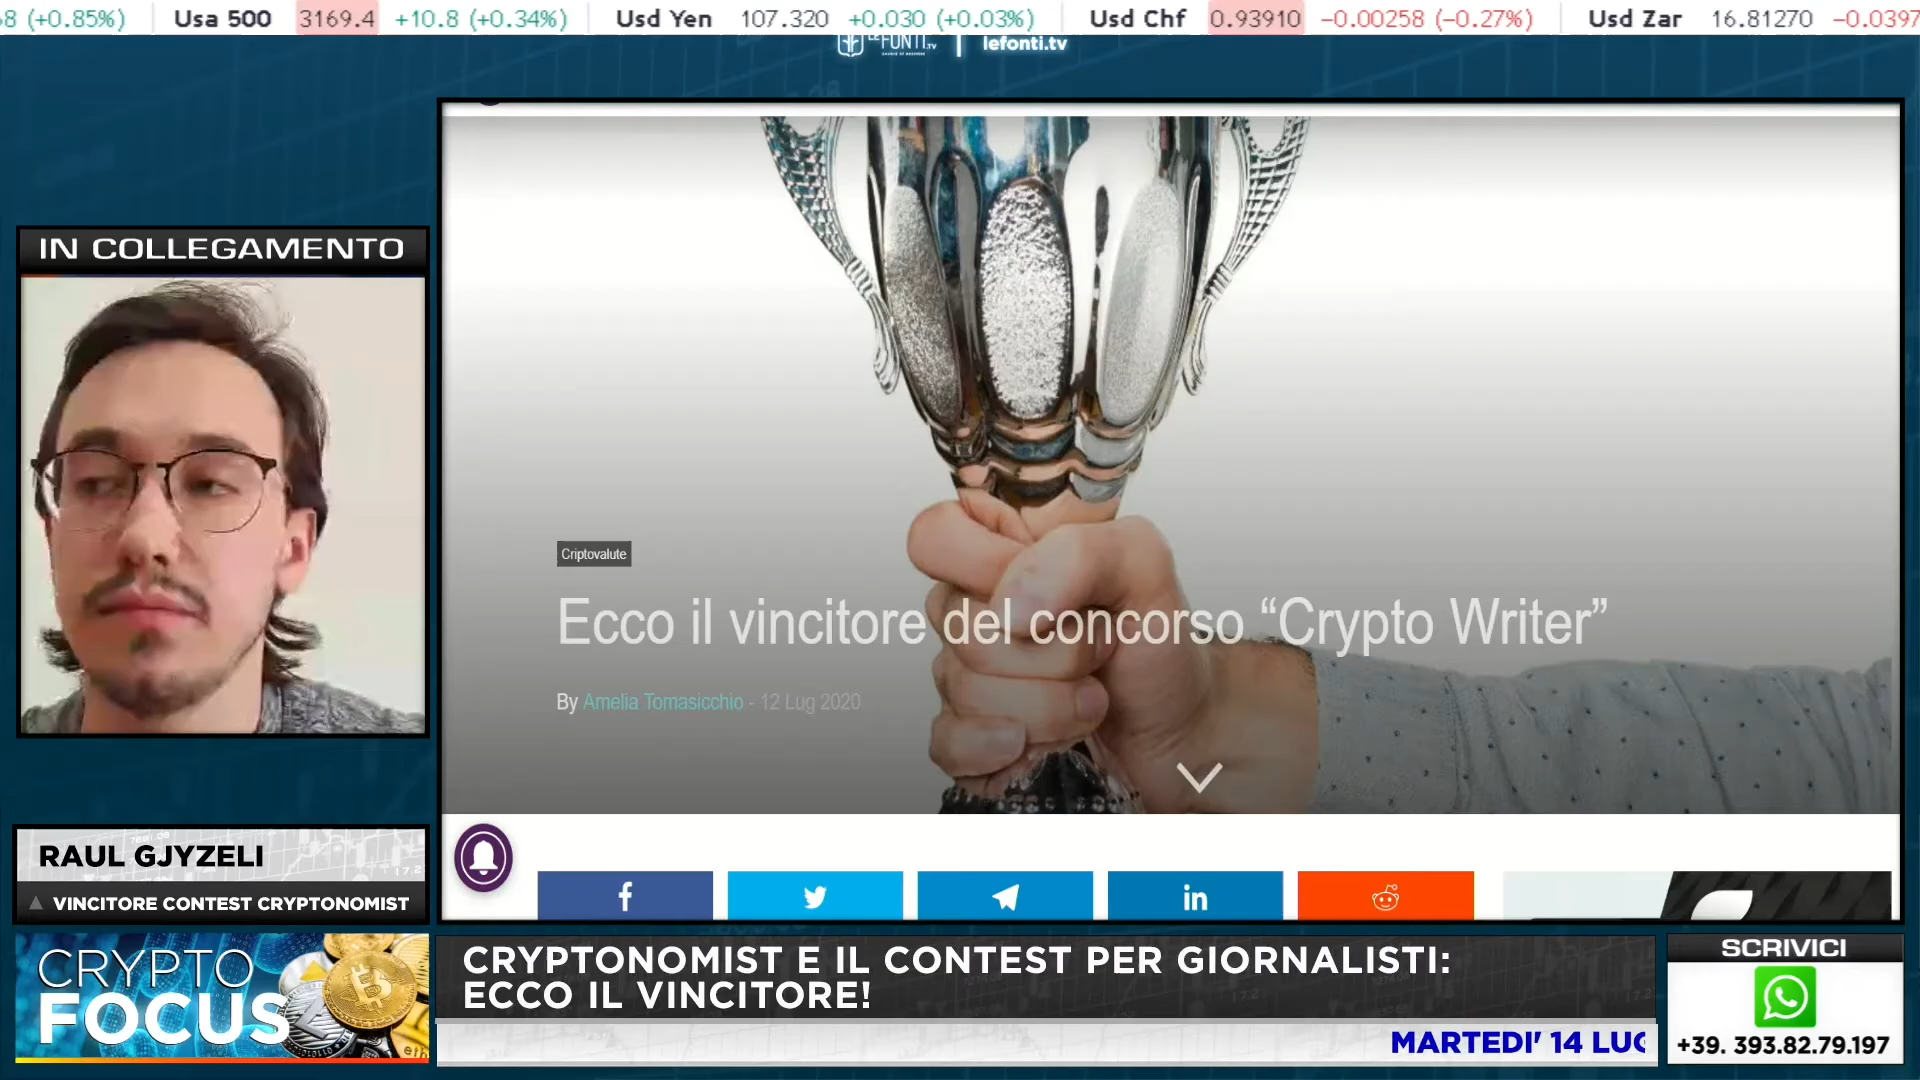 8 (+0.85%) Usa 500 3169.4 +10.8 (+0.34%) Usd Yen 107.320 +0.030 (+0.03%) Usd Chf 0.93910 −0.00258 (−0.27%) Usd Zar 16.81270 −0.0397
LEFONTI.TV lefonti.tv
IN COLLEGAMENTO
Criptovalute
Ecco il vincitore del concorso “Crypto Writer”
By Amelia Tomasicchio - 12 Lug 2020
RAUL GJYZELI
VINCITORE CONTEST CRYPTONOMIST
CRYPTO
FOCUS
CRYPTONOMIST E IL CONTEST PER GIORNALISTI:
ECCO IL VINCITORE!
MARTEDI' 14 LUG
SCRIVICI
+39. 393.82.79.197